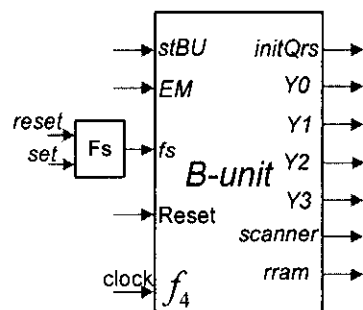 stBU
initQrs
EM
Y0
reset
Y1
set
Fs
fs
Y2
B-unit
Y3
Reset
scanner
clock
f4
rram